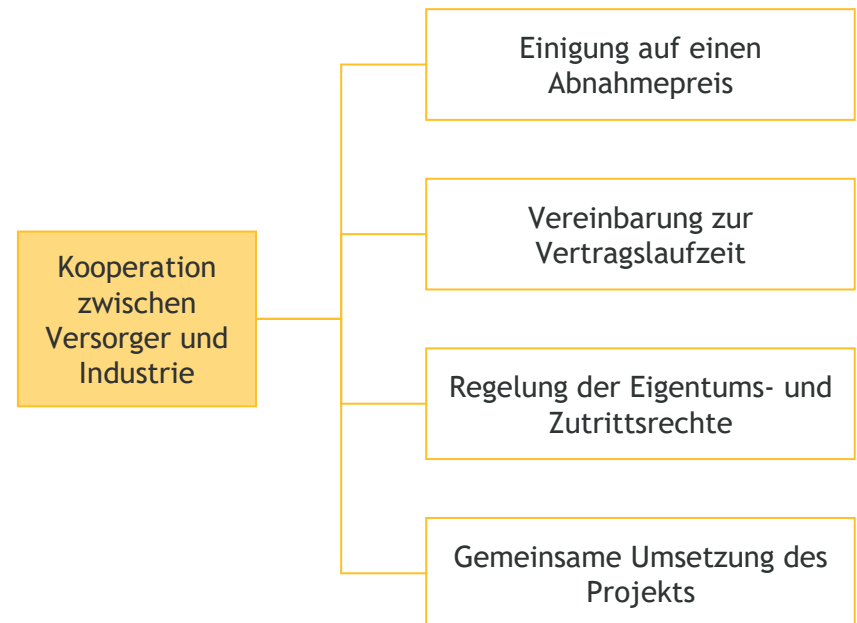 Einigung auf einen
Abnahmepreis
Vereinbarung zur
Vertragslaufzeit
Kooperation
zwischen
Versorger und
Industrie
Regelung der Eigentums- und
Zutrittsrechte
Gemeinsame Umsetzung des
Projekts